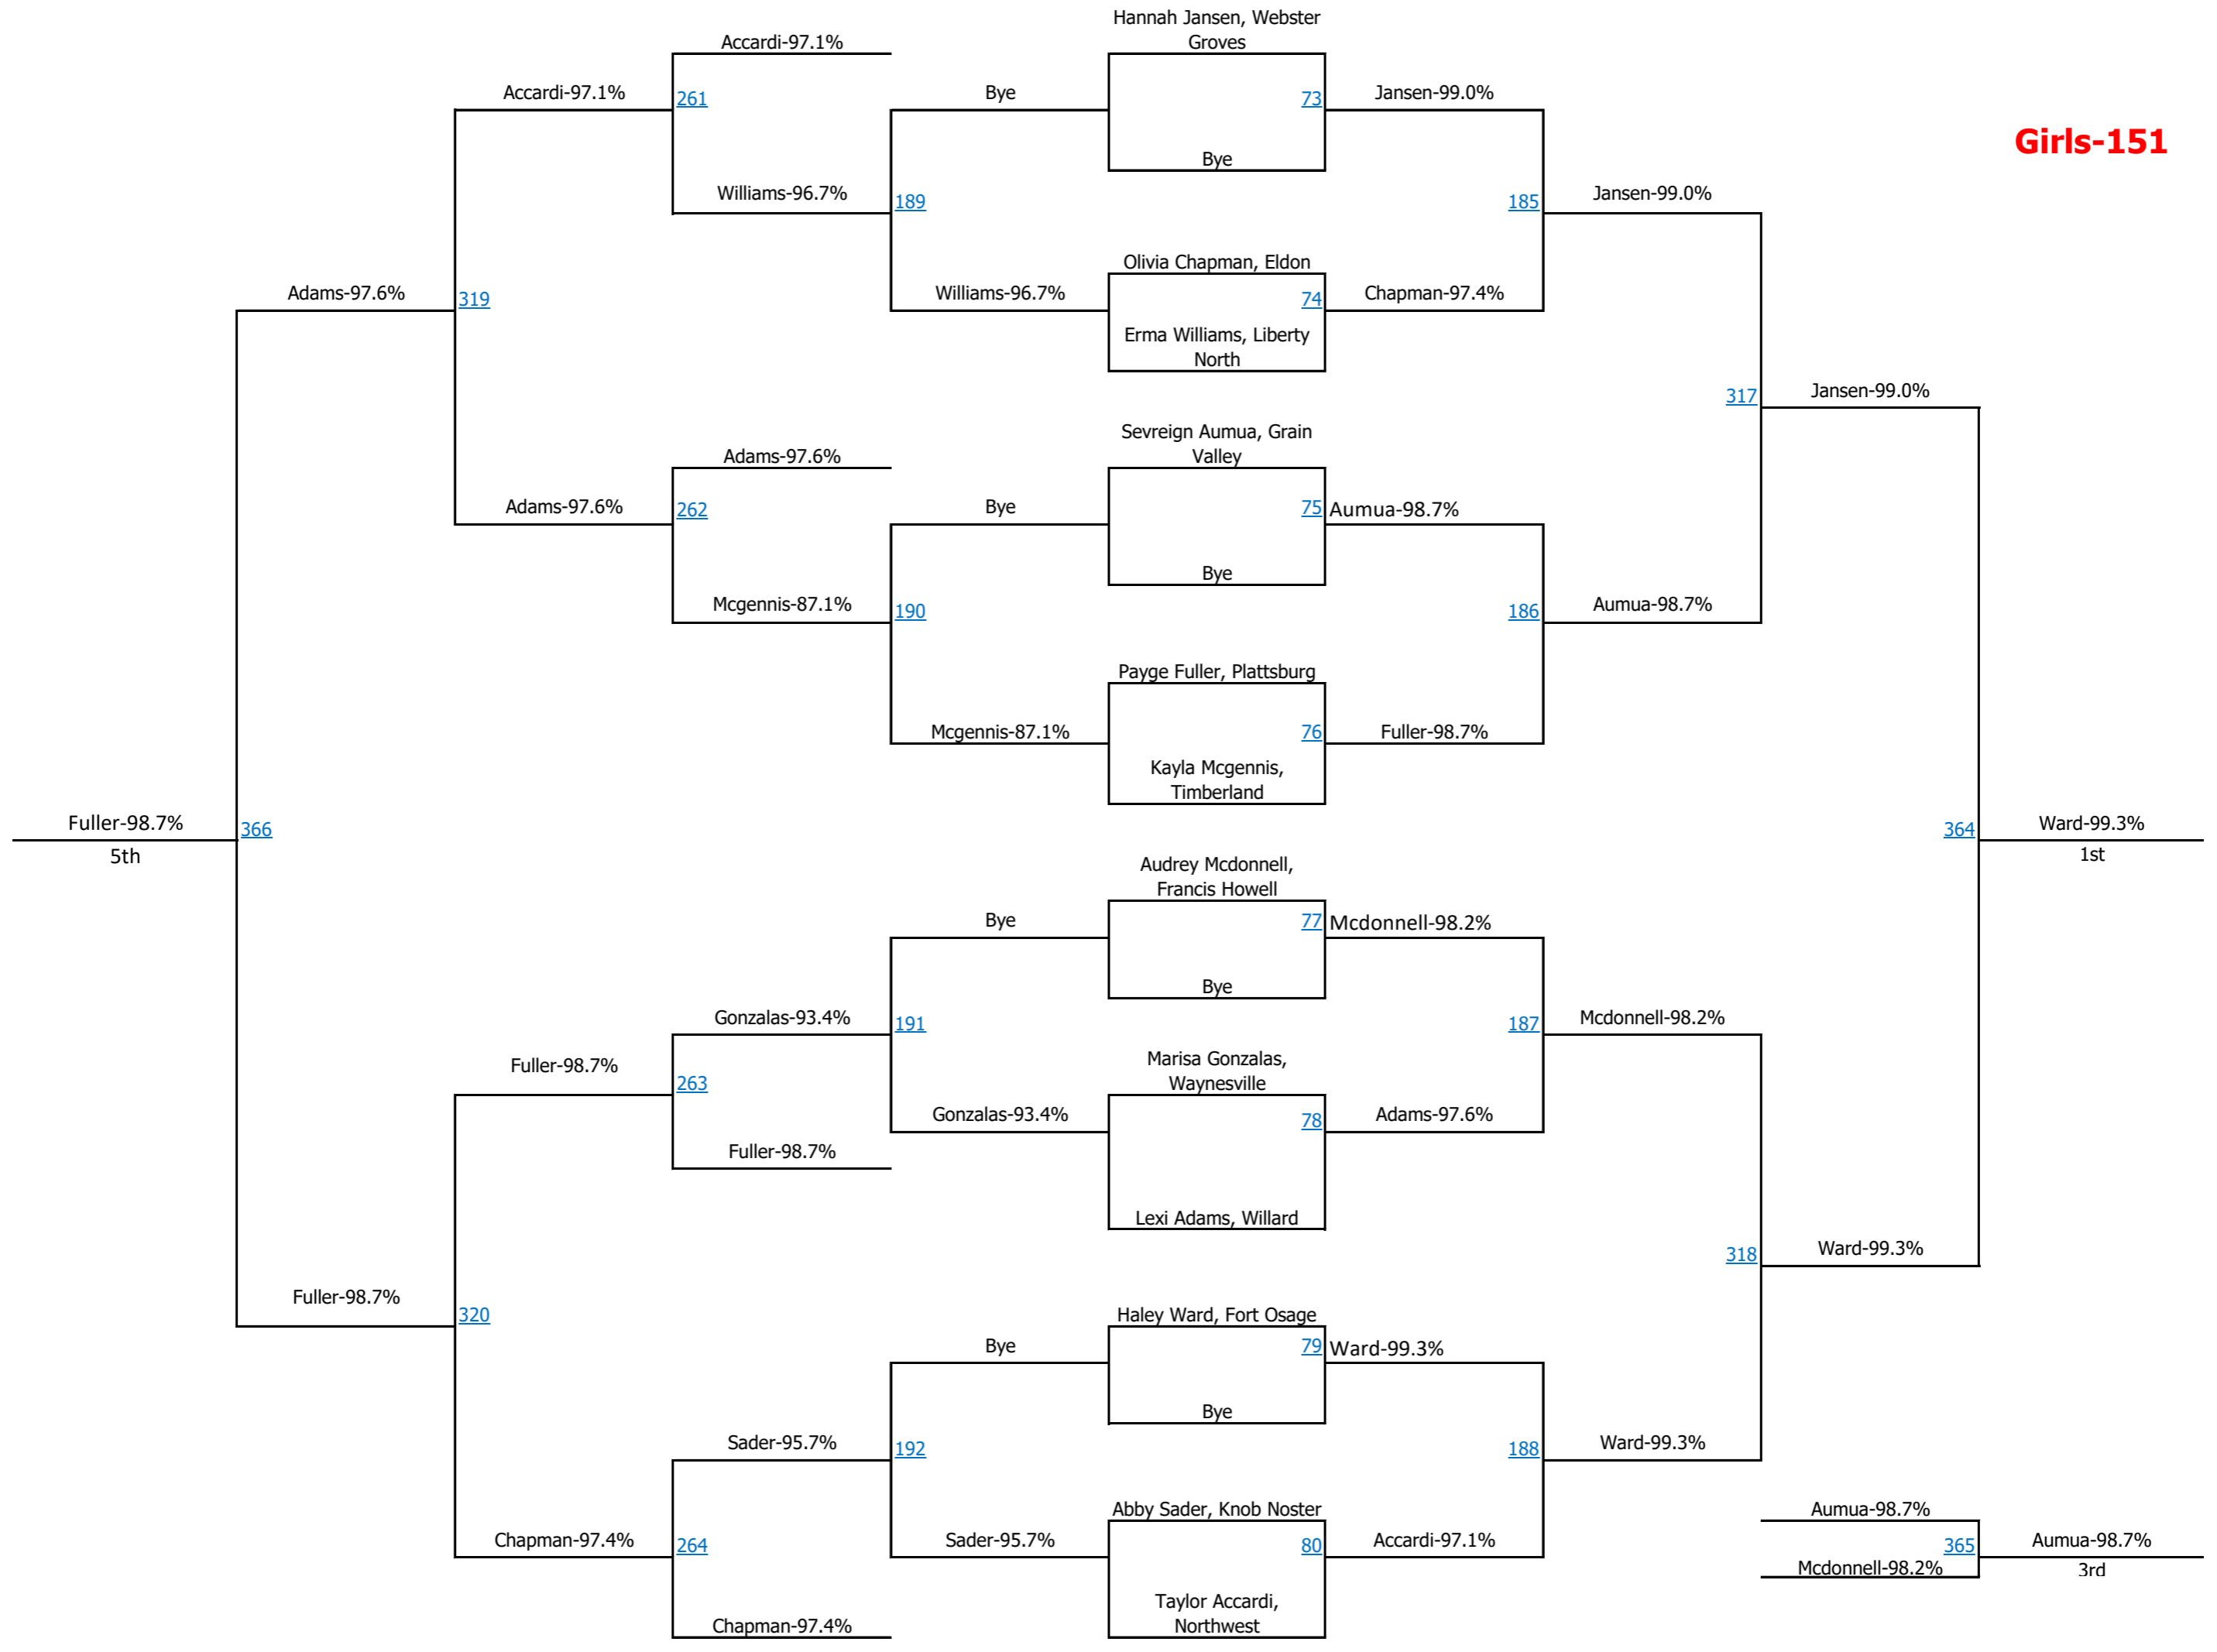 Hannah Jansen, Webster
Groves
Accardi-97.1%
Accardi-97.1%
261
Bye
73
Jansen-99.0%
Girls-151
Bye
Williams-96.7%
189
185
Jansen-99.0%
Olivia Chapman, Eldon
Adams-97.6%
319
Williams-96.7%
74
Chapman-97.4%
Erma Williams, Liberty
North
317
Jansen-99.0%
Sevreign Aumua, Grain
Valley
Adams-97.6%
Adams-97.6%
262
Bye
75
Aumua-98.7%
Bye
Mcgennis-87.1%
190
186
Aumua-98.7%
Payge Fuller, Plattsburg
Mcgennis-87.1%
76
Fuller-98.7%
Kayla Mcgennis,
Timberland
Fuller-98.7%
366
5th
364
Ward-99.3%
1st
Audrey Mcdonnell,
Francis Howell
Bye
77
Mcdonnell-98.2%
Bye
Gonzalas-93.4%
191
187
Mcdonnell-98.2%
Marisa Gonzalas,
Waynesville
Fuller-98.7%
263
Gonzalas-93.4%
78
Adams-97.6%
Fuller-98.7%
Lexi Adams, Willard
318
Ward-99.3%
Fuller-98.7%
320
Haley Ward, Fort Osage
Bye
79
Ward-99.3%
Bye
Sader-95.7%
192
188
Ward-99.3%
Abby Sader, Knob Noster
Aumua-98.7%
Chapman-97.4%
264
Sader-95.7%
80
Accardi-97.1%
365
Aumua-98.7%
Mcdonnell-98.2%
3rd
Taylor Accardi,
Northwest
Chapman-97.4%